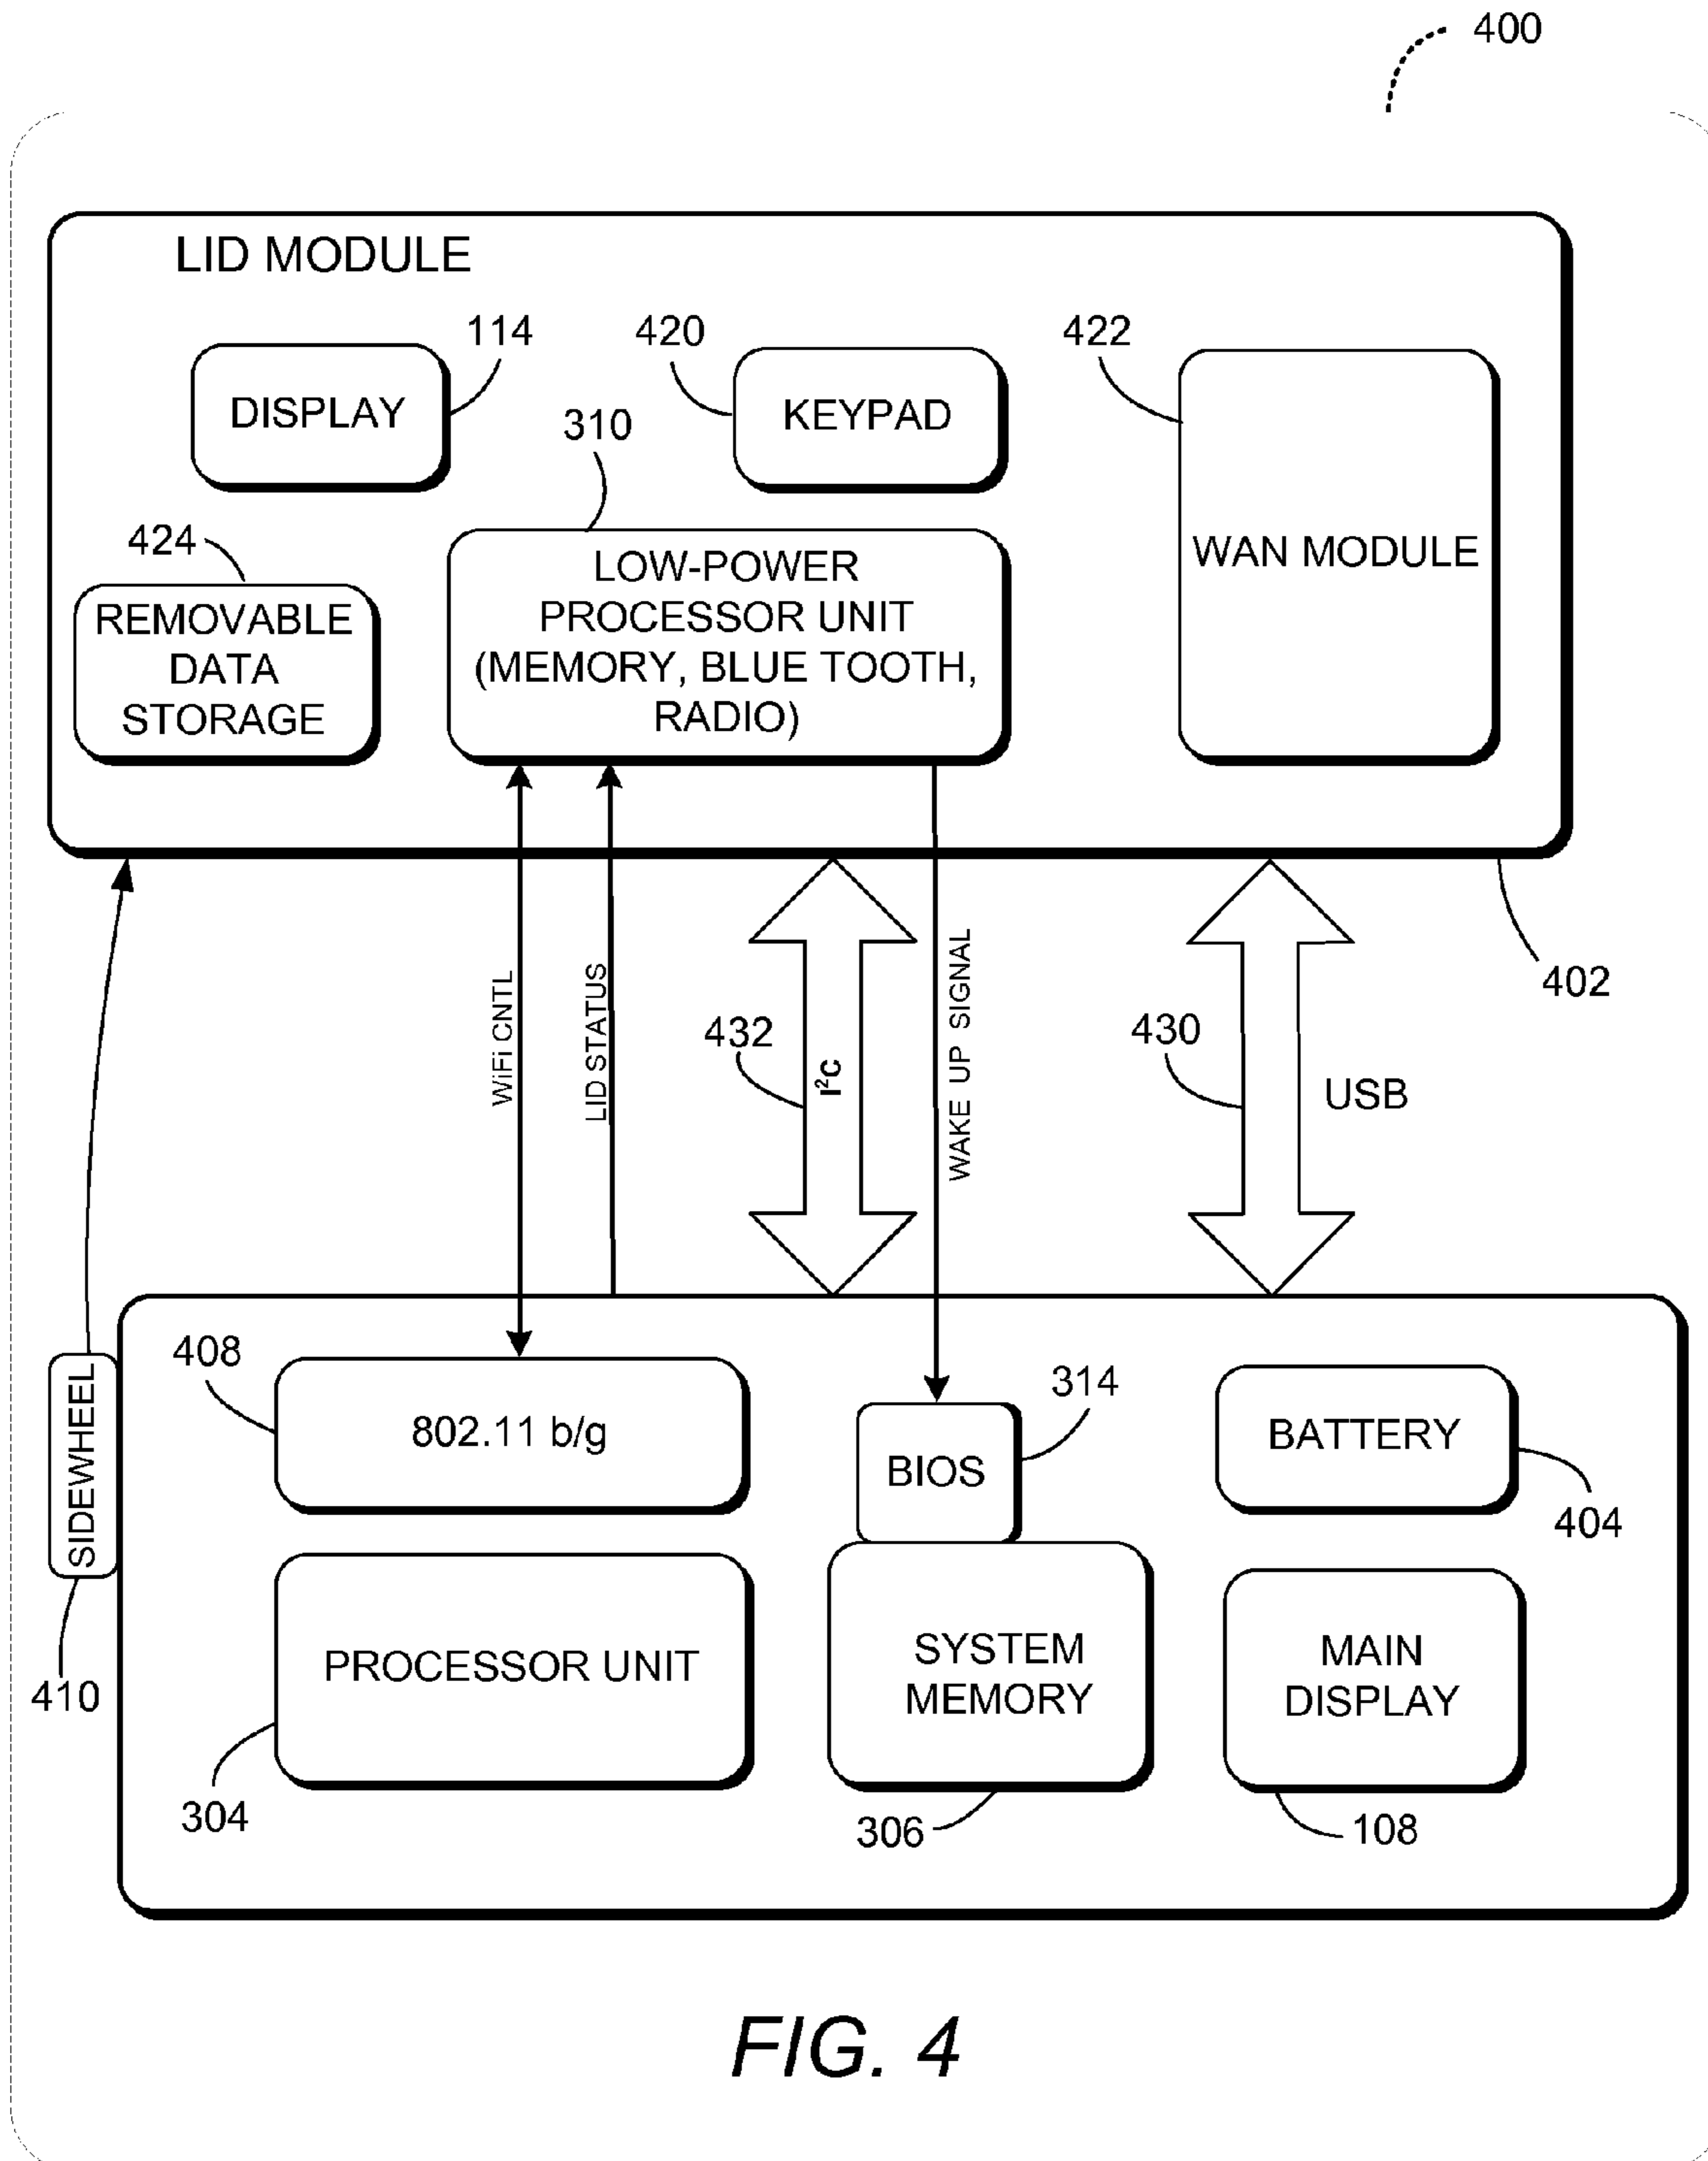 400
LID MODULE
114
420
422
DISPLAY
KEYPAD
310
424
REMOVABLE
DATA
STORAGE
LOW-POWER
PROCESSOR UNIT
(MEMORY, BLUE TOOTH,
RADIO)
WAN MODULE
402
WiFi CNTL
LID STATUS
432
I²C
WAKE UP SIGNAL
430
USB
408
802.11 b/g
314
BIOS
BATTERY
404
SIDEWHEEL
410
PROCESSOR UNIT
304
SYSTEM
MEMORY
306
MAIN
DISPLAY
108
FIG. 4